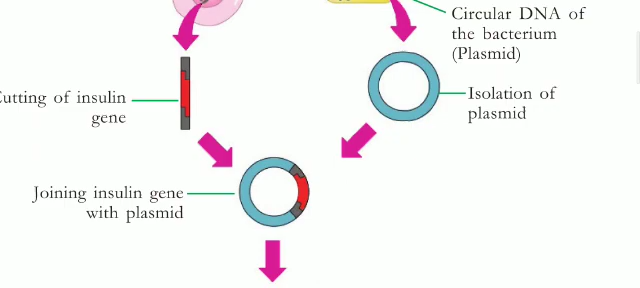 Circular DNA of
the bacterium
(Plasmid)
Cutting of insulin
gene
Isolation of
plasmid
Joining insulin gene
with plasmid